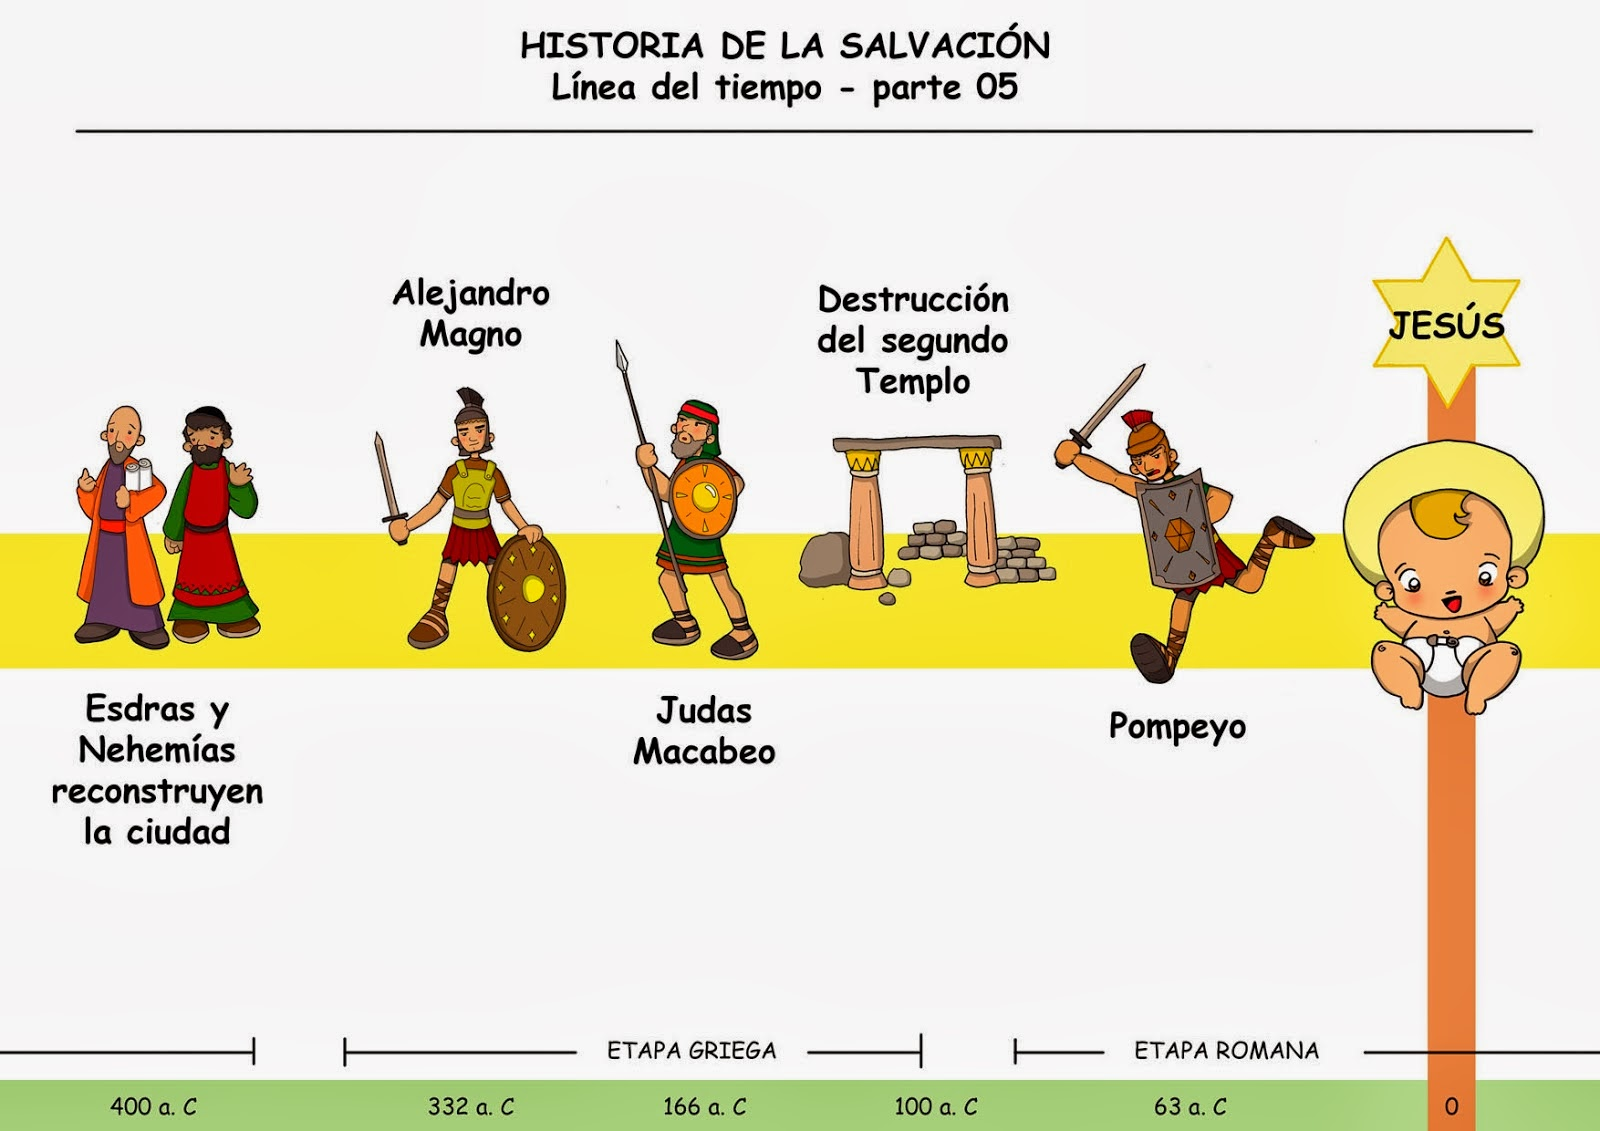 HISTORIA DE LA SALVACIÓN
Línea del tiempo - parte 05
Alejandro
Magno
Destrucción
del segundo
Templo
JESÚS
Esdras y
Nehemías
reconstruyen
la ciudad
Judas
Macabeo
Pompeyo
ETAPA GRIEGA
ETAPA ROMANA
400 a. C
332 a. C
166 a. C
100 a. C
63 a. C
0